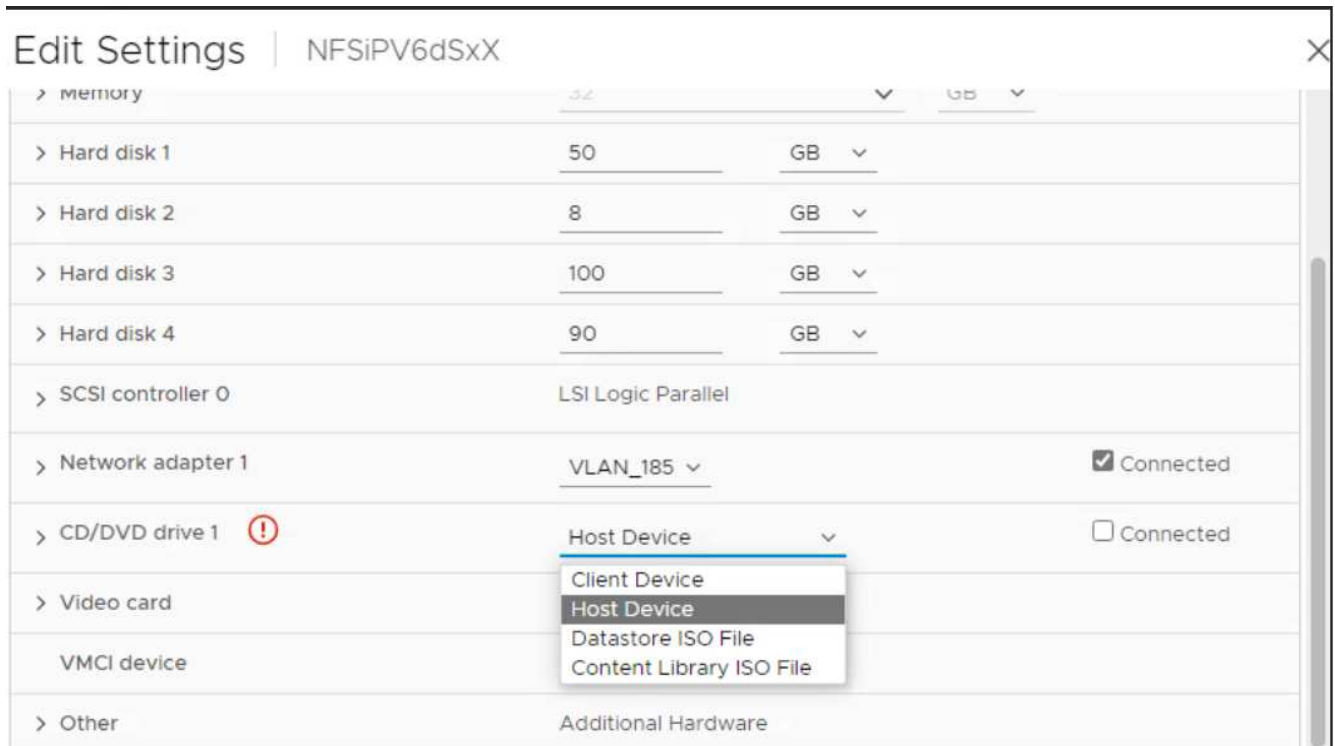 Edit Settings | NFSiPV6dSxX
Memory 32 GB
Hard disk 1 50 GB
Hard disk 2 8 GB
Hard disk 3 100 GB
Hard disk 4 90 GB
SCSI controller 0 LSI Logic Parallel
Network adapter 1 VLAN_185 Connected
CD/DVD drive 1 Host Device Connected
Client Device
Video card
Host Device
Datastore ISO File
VMCI device
Content Library ISO File
Other Additional Hardware